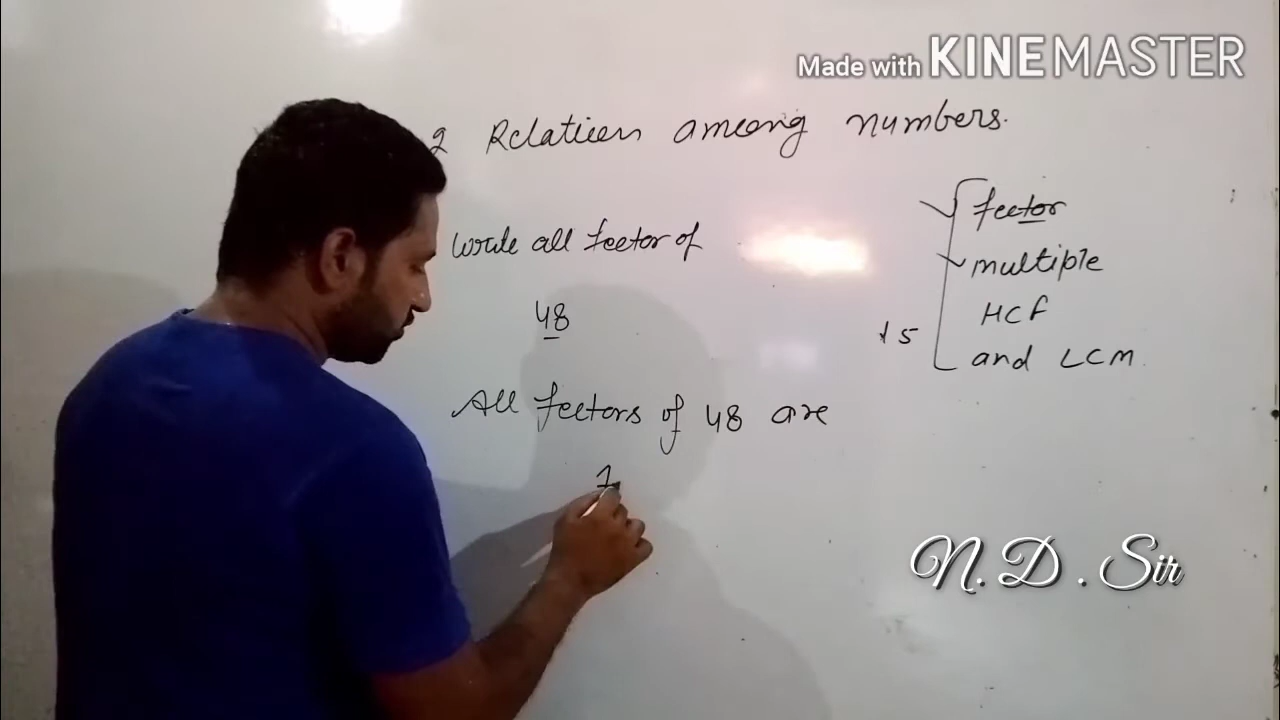 Made with KINEMASTER
2 Relation among numbers.
factor
Write all factor of
multiple
48
HCF
15
and LCM
All factors of 48 are
1
N. D. Sir